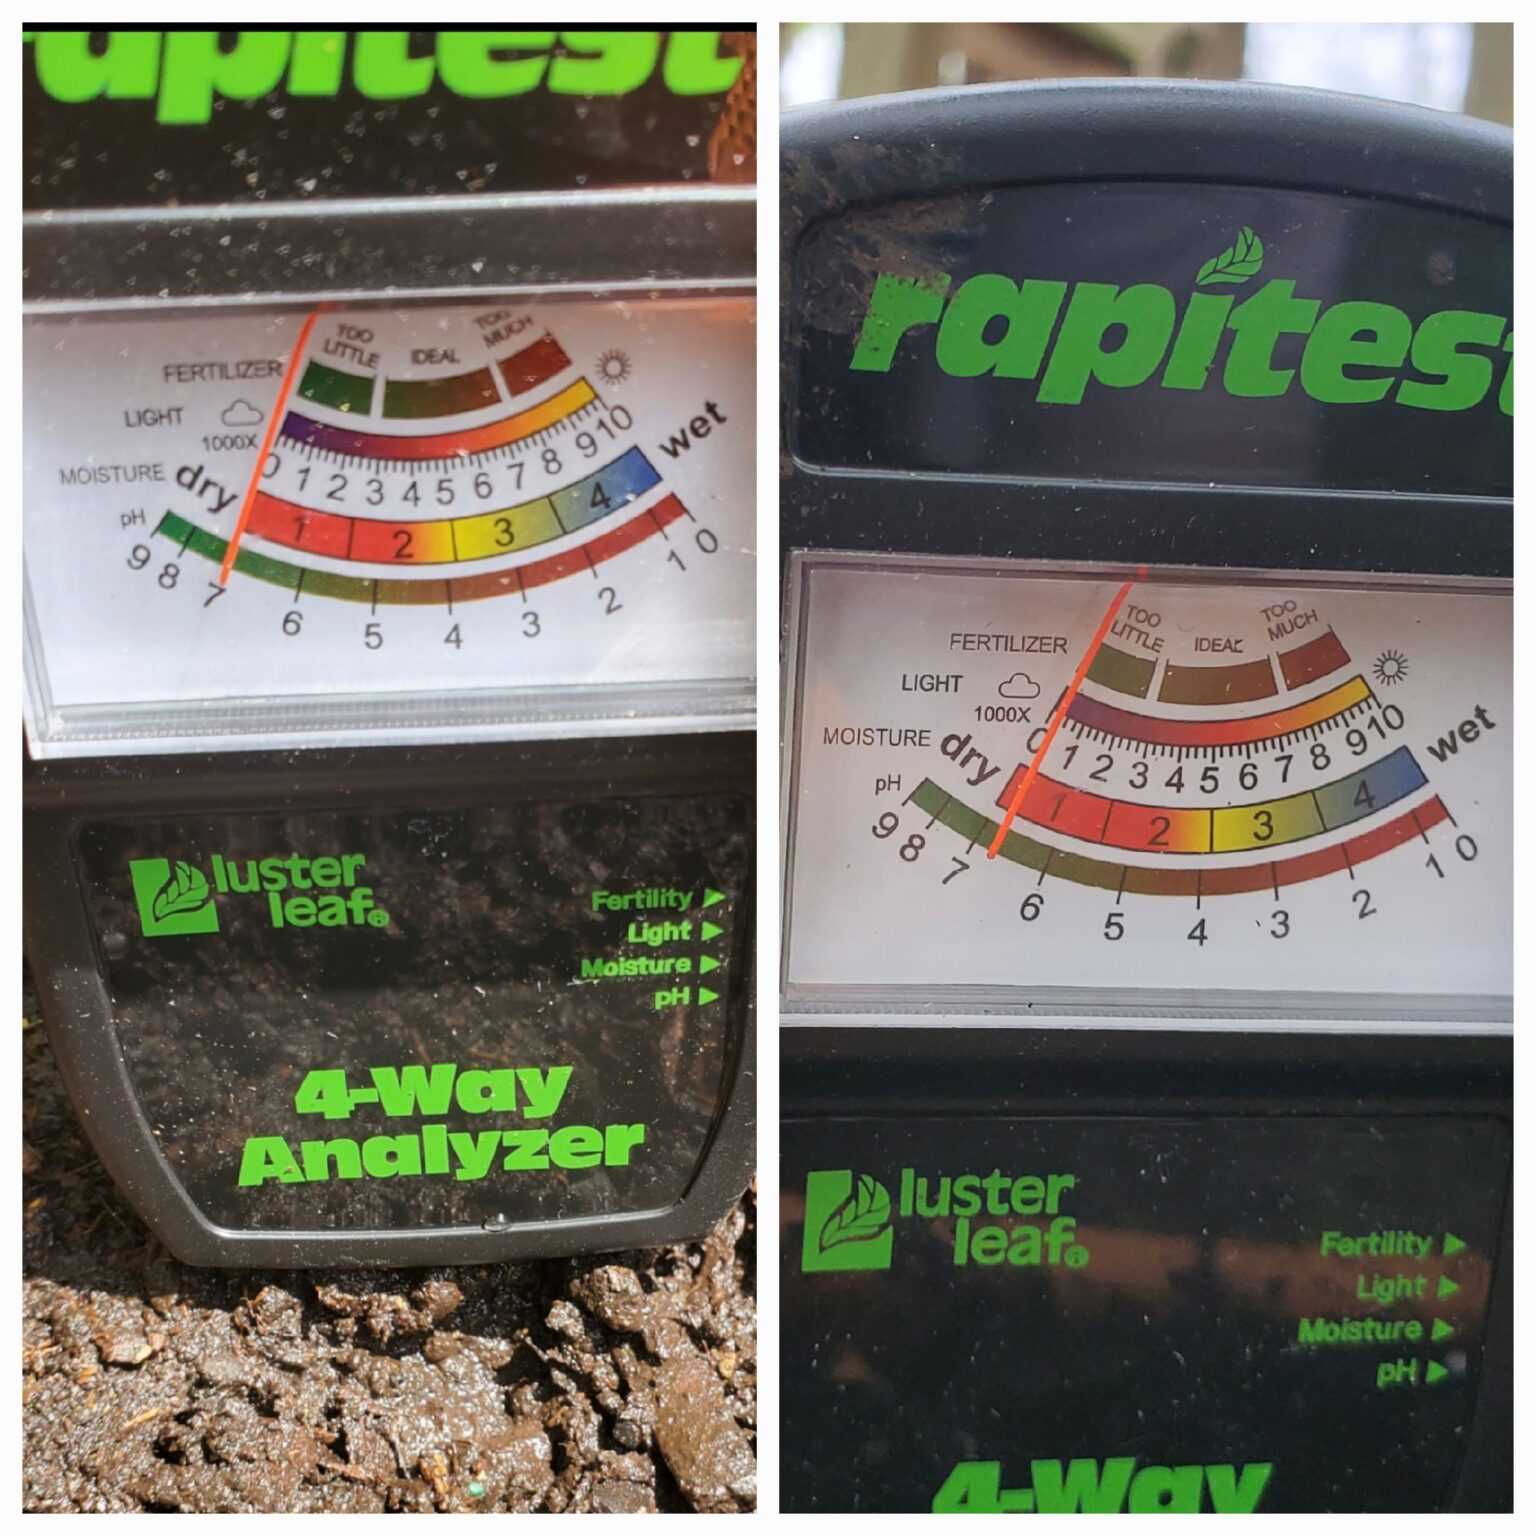 rapitest
TOO LITTLE
IDEAL
TOO MUCH
FERTILIZER
LIGHT
1000X
0 1 2 3 4 5 6 7 8 9 10
MOISTURE dry 1 2 3 4 wet
pH
9 8 7 6 5 4 3 2 1 0
luster
leaf®
Fertility
Light
Moisture
pH
4-Way
Analyzer
rapitest
TOO LITTLE
IDEAL
TOO MUCH
FERTILIZER
LIGHT
1000X
0 1 2 3 4 5 6 7 8 9 10
MOISTURE dry 1 2 3 4 wet
pH
9 8 7 6 5 4 3 2 1 0
luster
leaf®
Fertility
Light
Moisture
pH
4-Way